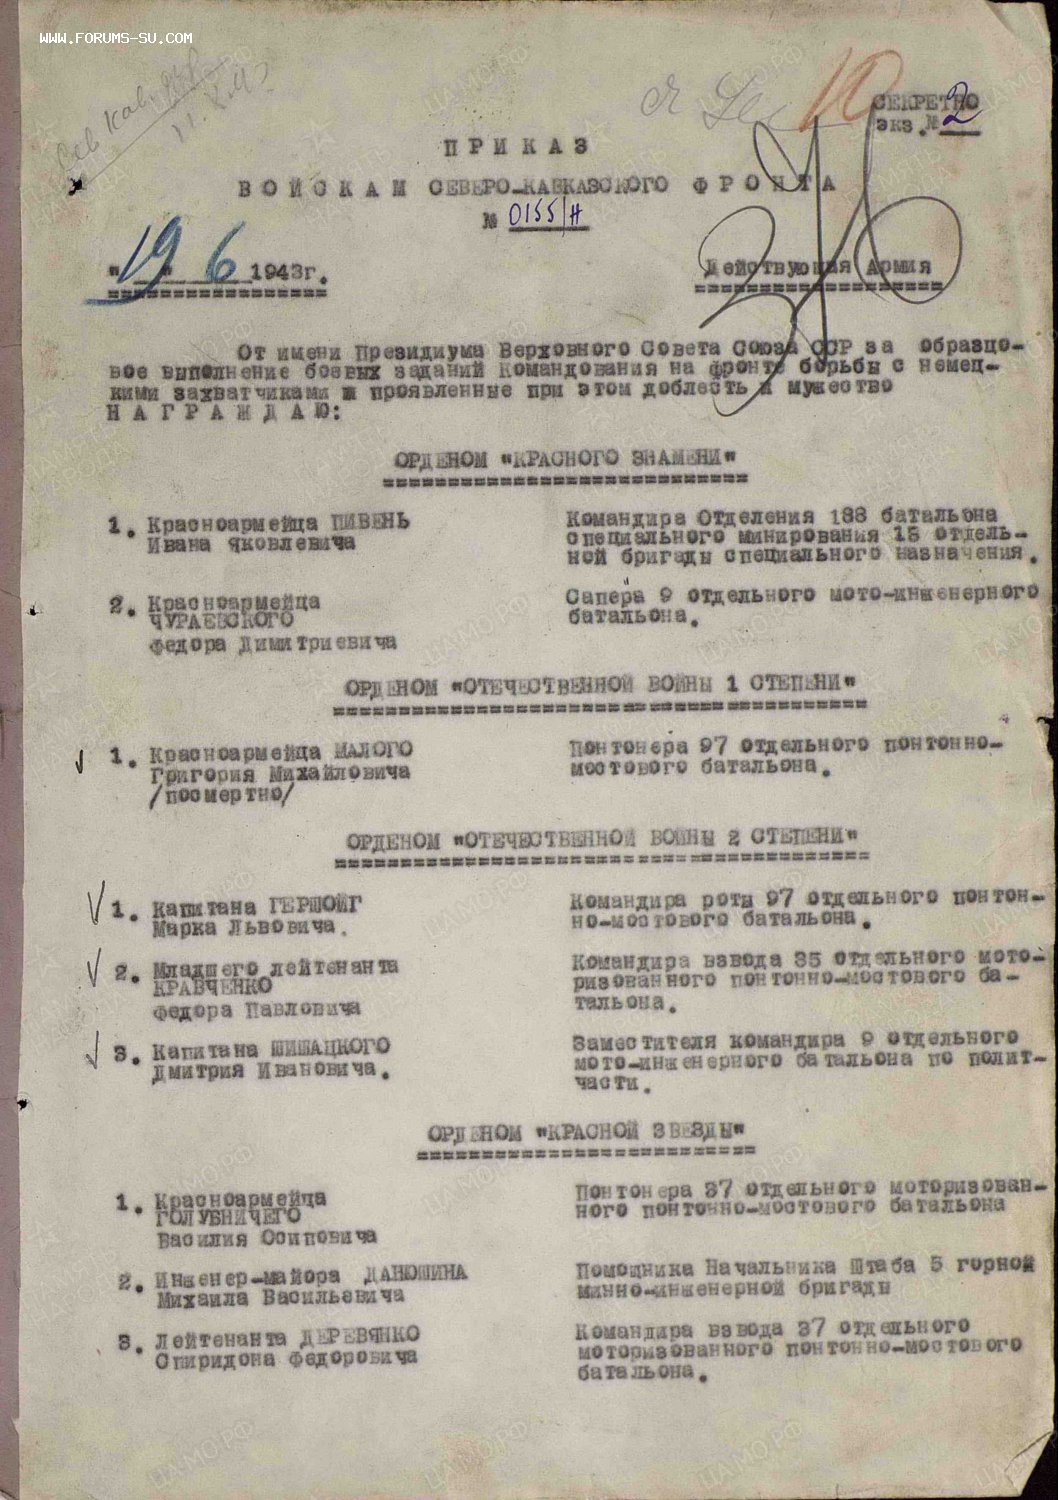 WWW.FORUMS-SU.COM
Сев Кав
10
СЕКРЕТНО
экз.№ 2
ПРИКАЗ
ВОЙСКАМ СЕВЕРО-КАВКАЗСКОГО ФРОНТА
№ 0155/н
"19" 6 1943г.
Действующая Армия
От имени Президиума Верховного Совета Союза ССР за образцо-
вое выполнение боевых заданий Командования на фронте борьбы с немец-
кими захватчиками и проявленные при этом доблесть и мужество
НАГРАЖДАЮ:
ОРДЕНОМ "КРАСНОГО ЗНАМЕНИ"
1. Красноармейца ПИВЕНЬ
Ивана Яковлевича
Командира Отделения 188 батальона
специального минирования 15 отдель-
ной бригады специального назначения.
2. Красноармейца
ЧУРАЕВСКОГО
Федора Димитриевича
Сапера 9 отдельного мото-инженерного
батальона.
ОРДЕНОМ "ОТЕЧЕСТВЕННОЙ ВОЙНЫ 1 СТЕПЕНИ"
1. Красноармейца МАЛОГО
Григория Михайловича
/посмертно/
Понтонера 97 отдельного понтонно-
мостового батальона.
ОРДЕНОМ "ОТЕЧЕСТВЕННОЙ ВОЙНЫ 2 СТЕПЕНИ"
1. Капитана ГЕРШОЙГ
Марка Львовича.
Командира роты 97 отдельного понтон-
но-мостового батальона.
2. Младшего лейтенанта
КРАВЧЕНКО
Федора Павловича
Командира взвода 35 отдельного мото-
ризованного понтонно-мостового ба-
тальона.
3. Капитана ШИШАЦКОГО
Дмитрия Ивановича.
Заместителя командира 9 отдельного
мото-инженерного батальона по полит-
части.
ОРДЕНОМ "КРАСНОЙ ЗВЕЗДЫ"
1. Красноармейца
ГОЛУБНИЧЕГО
Василия Осиповича
Понтонера 37 отдельного моторизован-
ного понтонно-мостового батальона
2. Инженер-майора ДАНЮШИНА
Михаила Васильевича
Помощника Начальника Штаба 5 горной
минно-инженерной бригады
3. Лейтенанта ДЕРЕВЯНКО
Спиридона Федоровича
Командира взвода 37 отдельного
моторизованного понтонно-мостового
батальона.